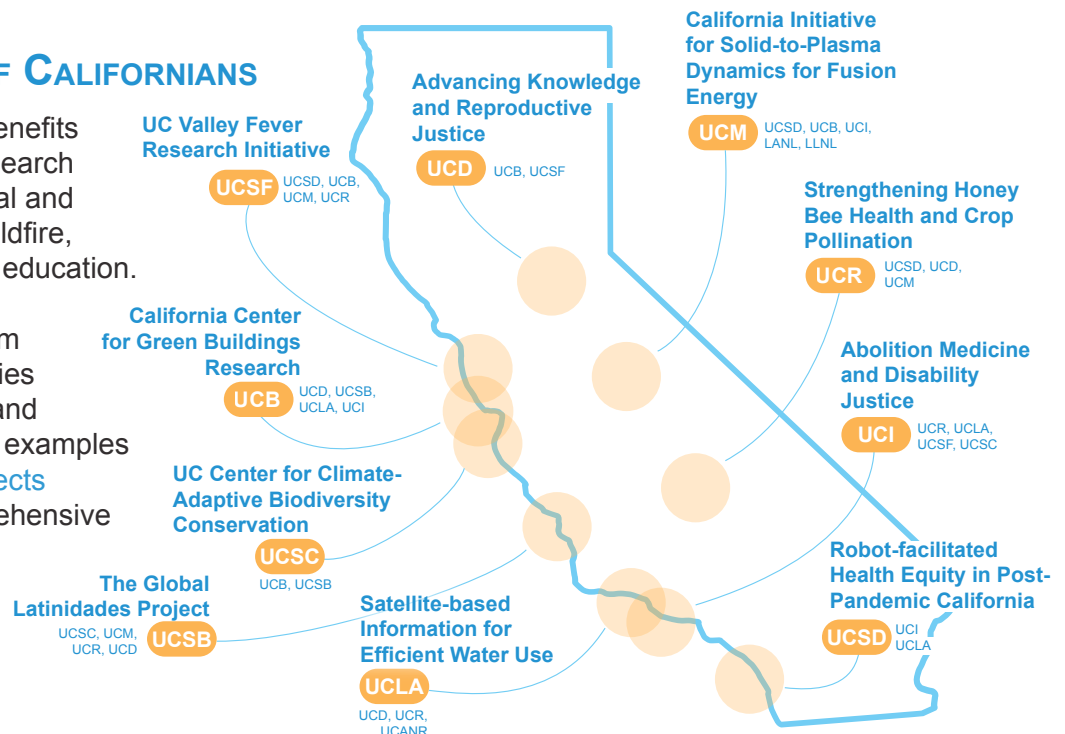 F CALIFORNIANS
enefits
earch
al and
ldfire,
education.
m
ies
and
examples
ects
rehensive
UC Valley Fever
Research Initiative
UCSF
UCSD, UCB,
UCM, UCR
Advancing Knowledge
and Reproductive
Justice
UCD
UCB, UCSF
California Initiative
for Solid-to-Plasma
Dynamics for Fusion
Energy
UCM
UCSD, UCB, UCI,
LANL, LLNL
Strengthening Honey
Bee Health and Crop
Pollination
UCR
UCSD, UCD,
UCM
California Center
for Green Buildings
Research
UCB
UCD, UCSB,
UCLA, UCI
Abolition Medicine
and Disability
Justice
UCI
UCR, UCLA,
UCSF, UCSC
UC Center for Climate-
Adaptive Biodiversity
Conservation
UCSC
UCB, UCSB
The Global
Latinidades Project
UCSC, UCM,
UCR, UCD
UCSB
Satellite-based
Information for
Efficient Water Use
UCLA
UCD, UCR,
UCANR
Robot-facilitated
Health Equity in Post-
Pandemic California
UCSD
UCI
UCLA